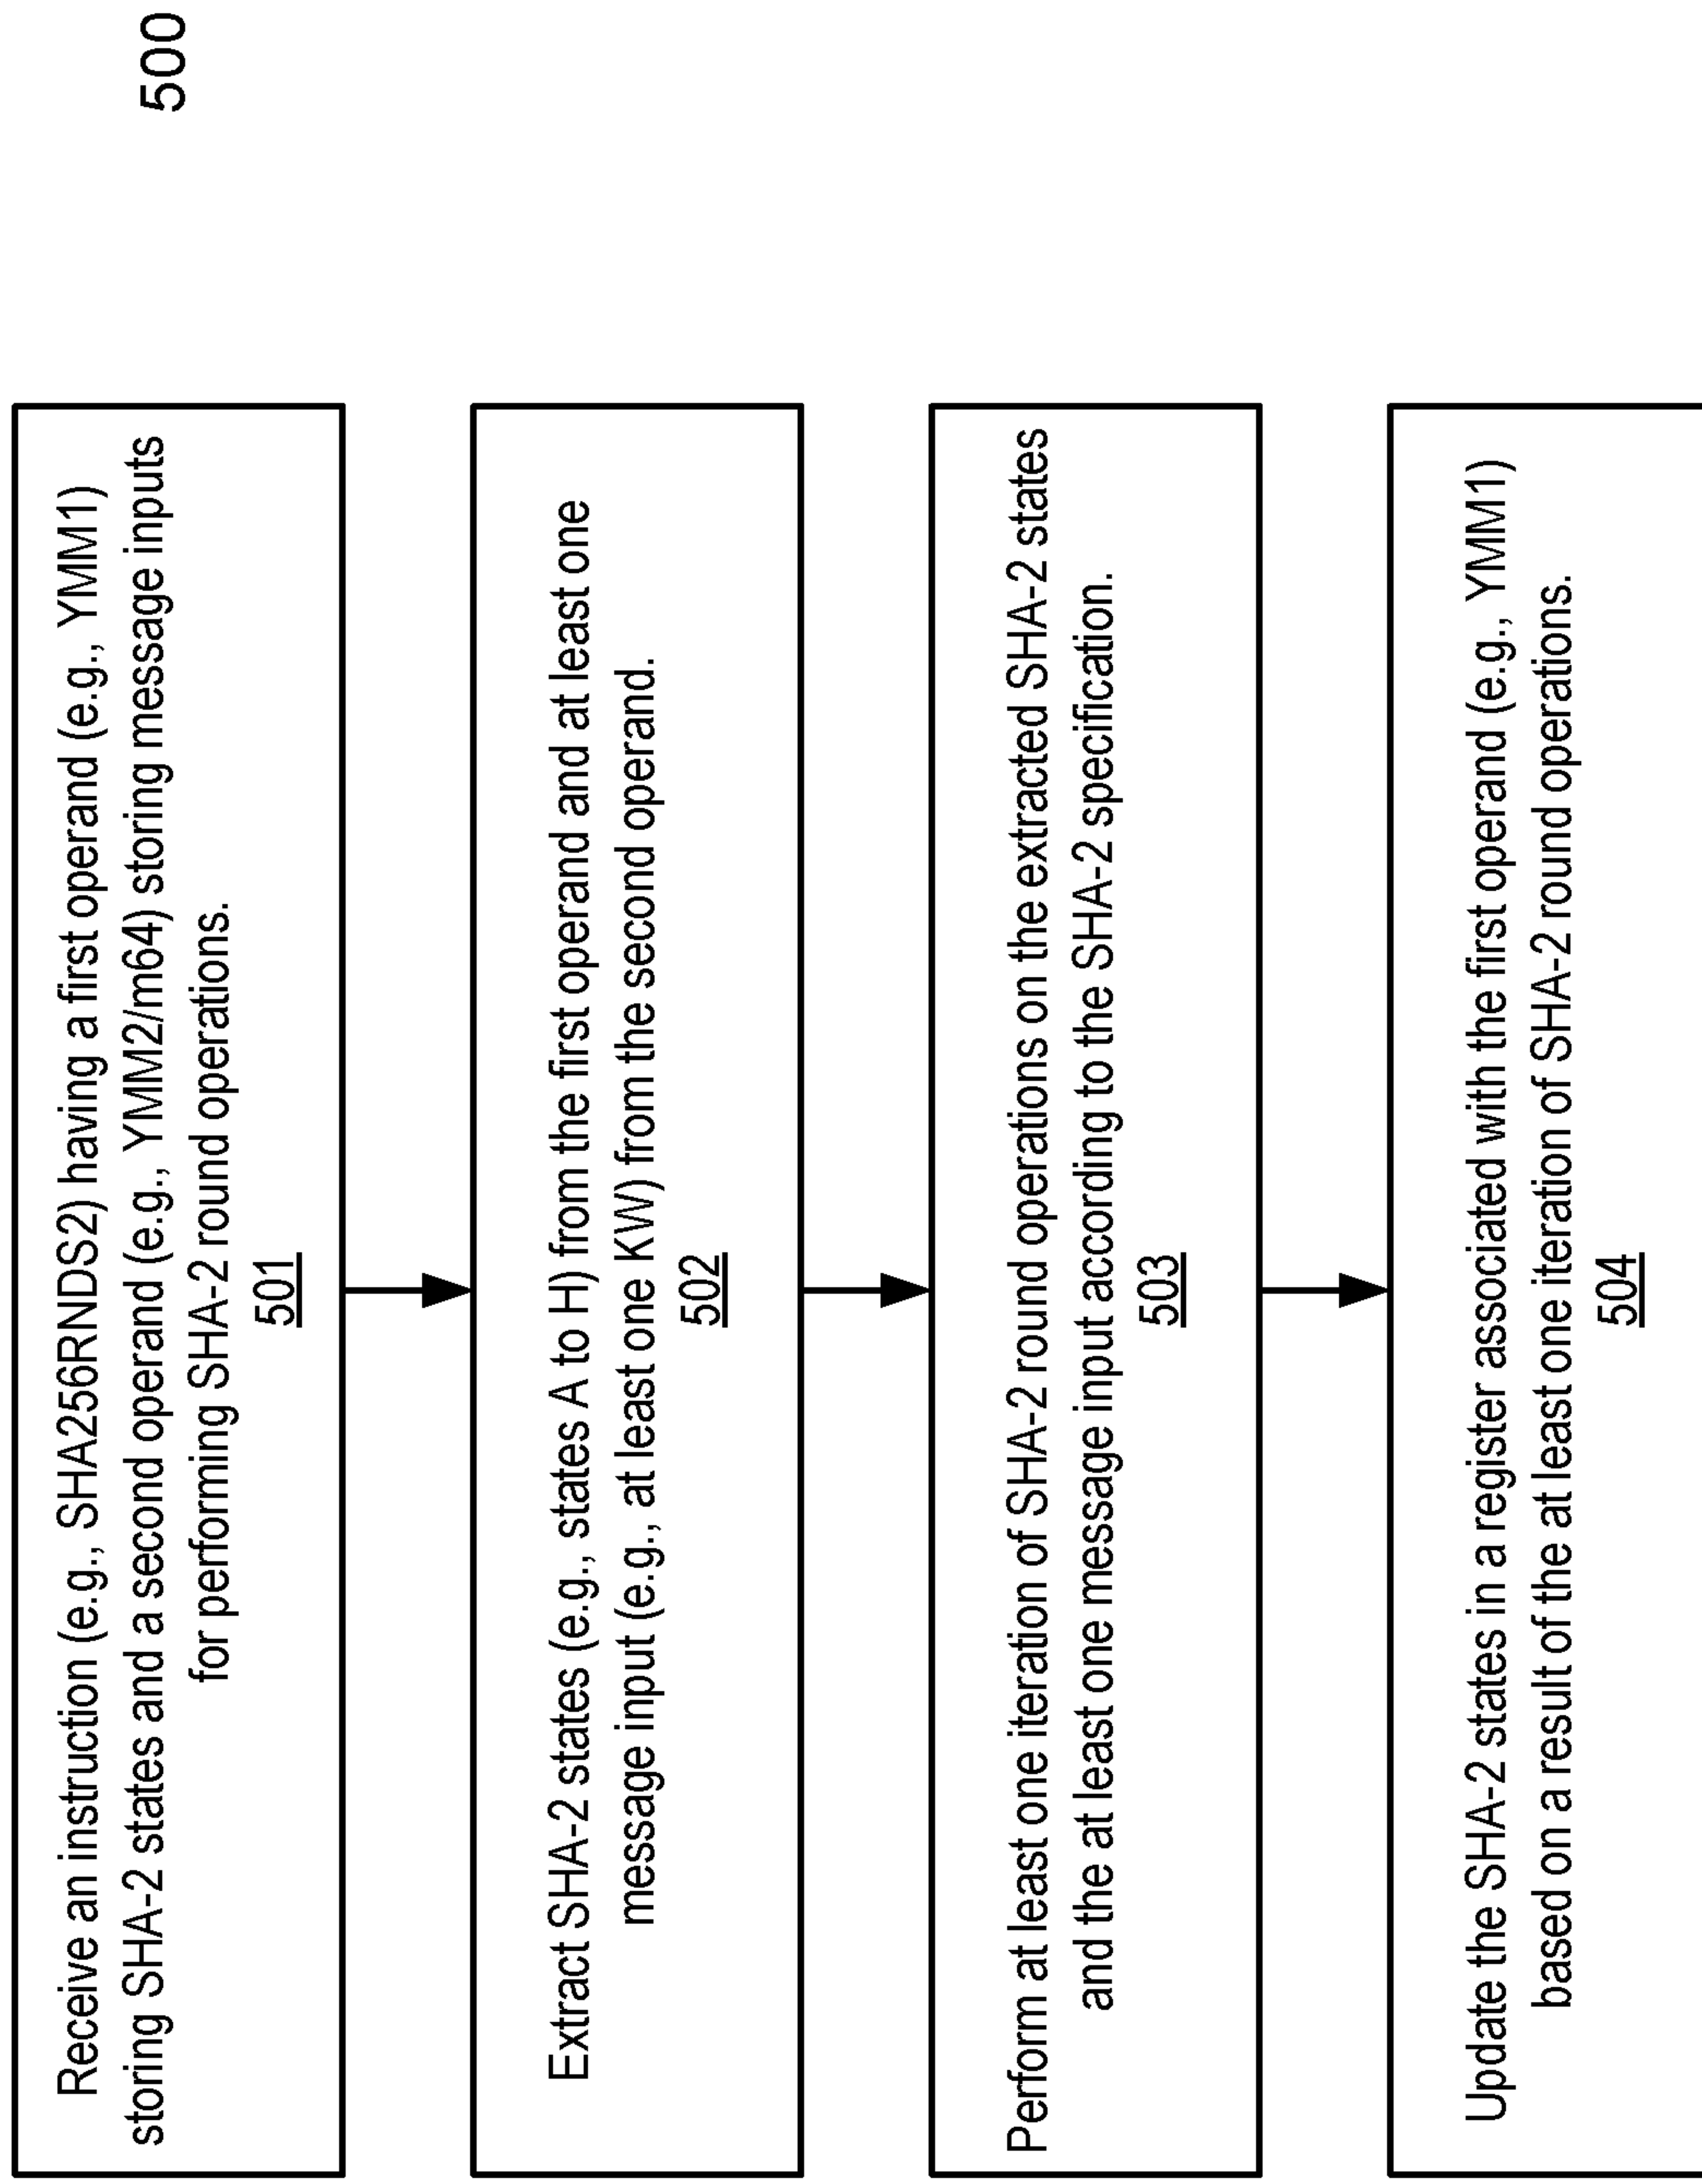 500
Receive an instruction (e.g., SHA256RNDS2) having a first operand (e.g., YMM1)
storing SHA-2 states and a second operand (e.g., YMM2/m64) storing message inputs
for performing SHA-2 round operations.
501
Extract SHA-2 states (e.g., states A to H) from the first operand and at least one
message input (e.g., at least one KW) from the second operand.
502
Perform at least one iteration of SHA-2 round operations on the extracted SHA-2 states
and the at least one message input according to the SHA-2 specification.
503
Update the SHA-2 states in a register associated with the first operand (e.g., YMM1)
based on a result of the at least one iteration of SHA-2 round operations.
504